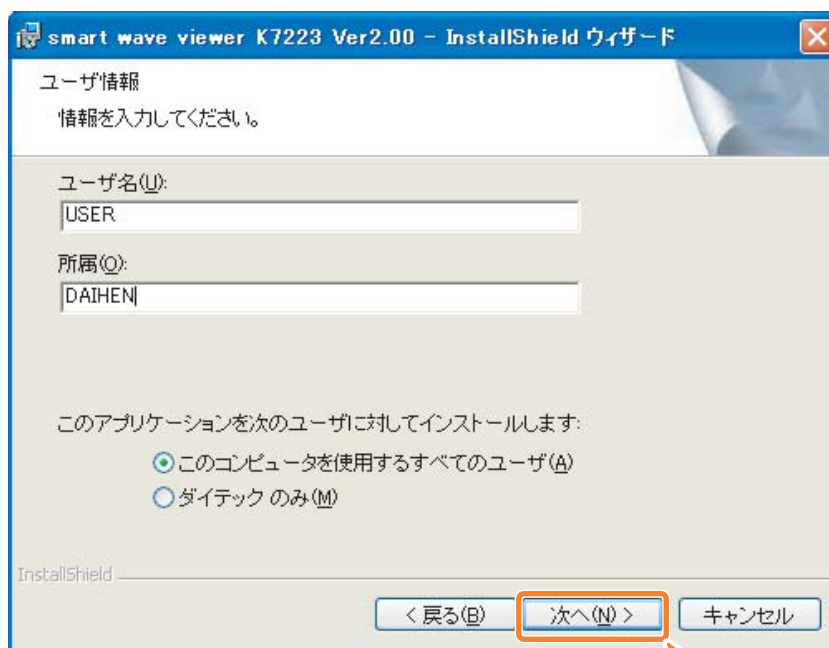 smart wave viewer K7223 Ver2.00 - InstallShield ウィザード
ユーザ情報
情報を入力してください。
ユーザ名(U):
USER
所属(O):
DAIHEN
このアプリケーションを次のユーザに対してインストールします:
このコンピュータを使用するすべてのユーザ(A)
ダイテック のみ(M)
InstallShield
< 戻る(B) 次へ(N) > キャンセル